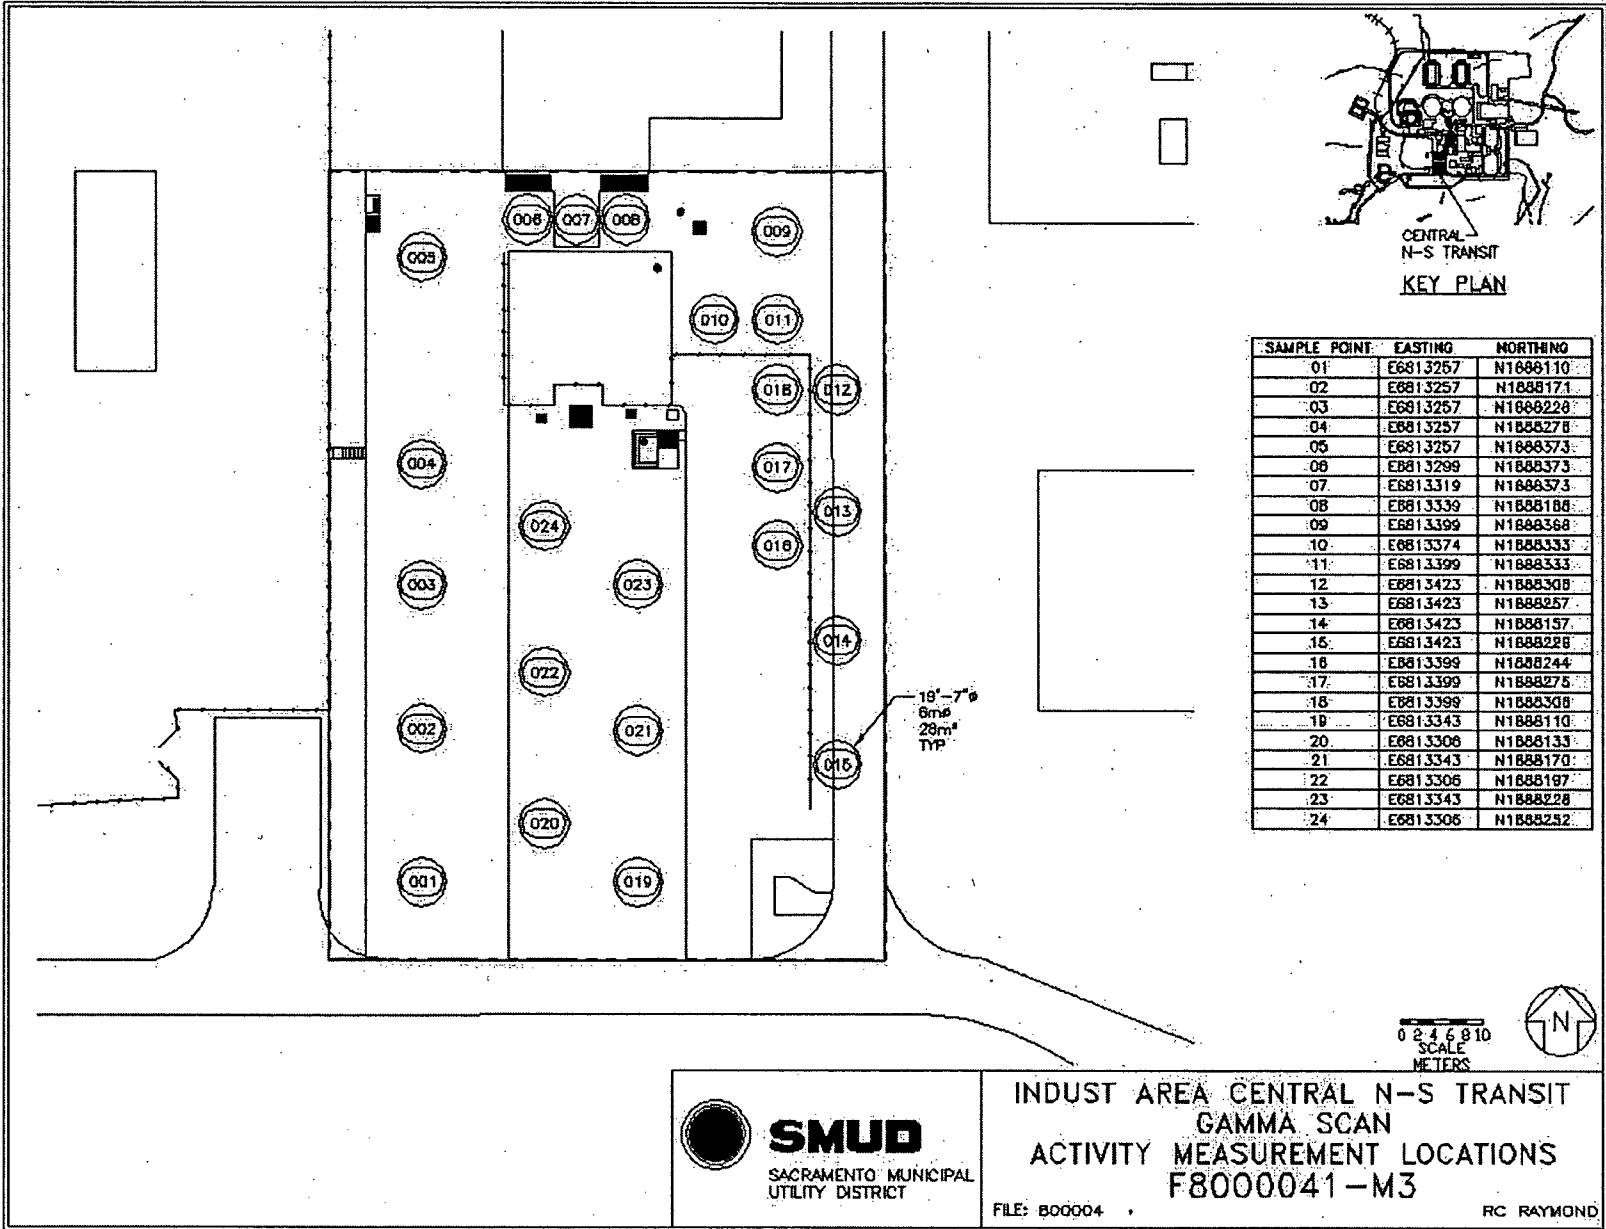 CENTRAL
N-S TRANSIT
KEY PLAN
006 007 008
009
005
010 011
018 012
004
017
013
024
016
003
023
014
022
19'-7"ø
6mø
28m²
TYP
002
021
015
020
001
019
SAMPLE POINT EASTING NORTHING
01 E6813257 N1888110
02 E6813257 N1888171
03 E6813257 N1888228
04 E6813257 N1888278
05 E6813257 N1888373
06 E6813299 N1888373
07 E6813319 N1888373
08 E6813339 N1888188
09 E6813399 N1888368
10 E6813374 N1888333
11 E6813399 N1888333
12 E6813423 N1888306
13 E6813423 N1888257
14 E6813423 N1888157
15 E6813423 N1888228
16 E6813399 N1888244
17 E6813399 N1888275
18 E6813399 N1888306
19 E6813343 N1888110
20 E6813306 N1888133
21 E6813343 N1888170
22 E6813306 N1888197
23 E6813343 N1888228
24 E6813306 N1888252
0 2 4 6 8 10
SCALE
METERS
N
SMUD
SACRAMENTO MUNICIPAL
UTILITY DISTRICT
INDUST AREA CENTRAL N-S TRANSIT
GAMMA SCAN
ACTIVITY MEASUREMENT LOCATIONS
F8000041-M3
FILE: 800004
RC RAYMOND